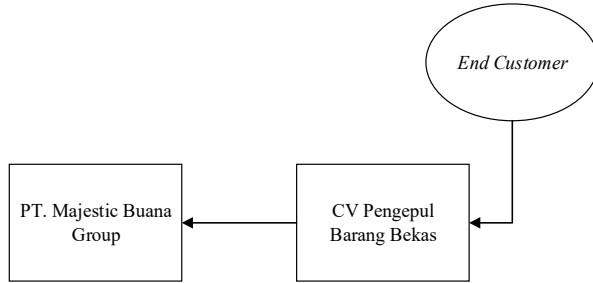 End Customer
PT. Majestic Buana
Group
CV Pengepul
Barang Bekas